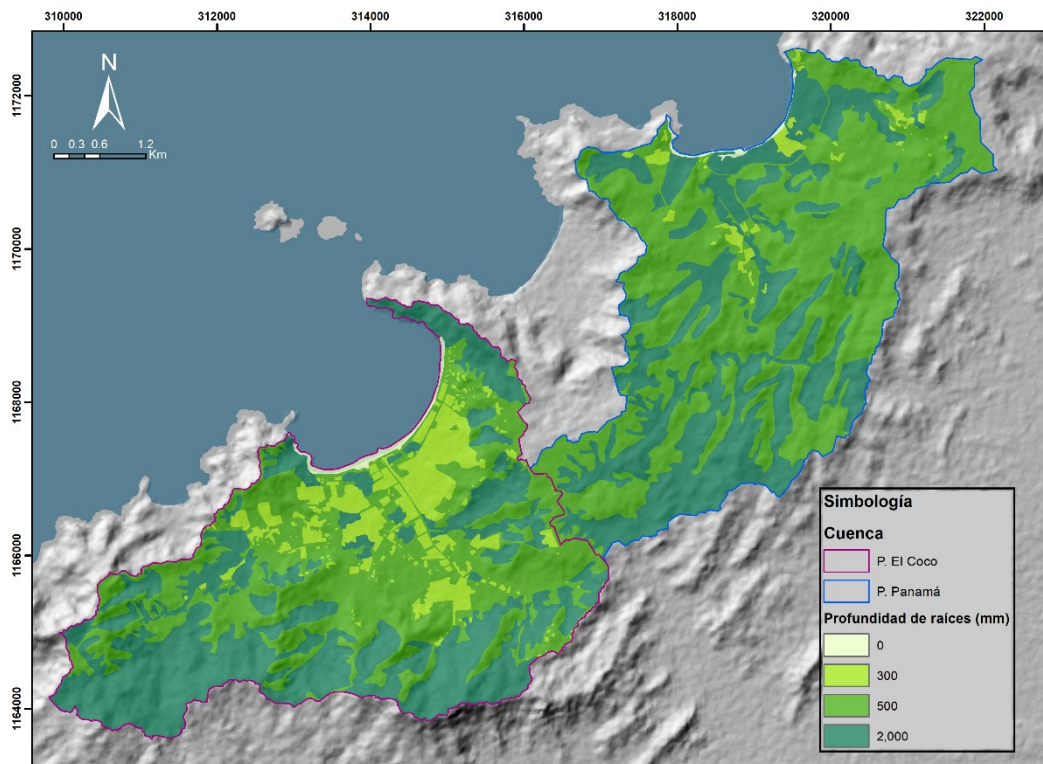 310000 312000 314000 316000 318000 320000 322000
1172000
1170000
1168000
1166000
1164000
N
0 0.3 0.6 1.2
Km
Simbología
Cuenca
P. El Coco
P. Panamá
Profundidad de raíces (mm)
0
300
500
2,000